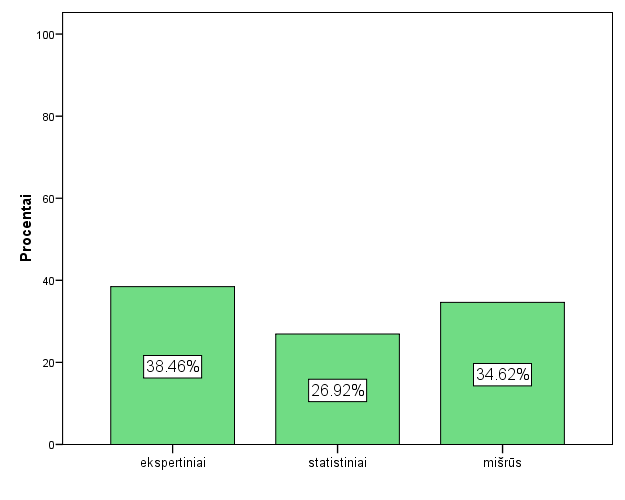 Procentai
100
80
60
40
20
0
38.46%
26.92%
34.62%
ekspertiniai
statistiniai
mišrūs